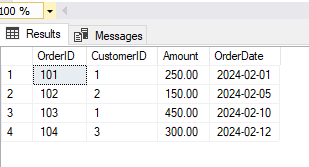 100 %
Results Messages
OrderID CustomerID Amount OrderDate
1 101 1 250.00 2024-02-01
2 102 2 150.00 2024-02-05
3 103 1 450.00 2024-02-10
4 104 3 300.00 2024-02-12